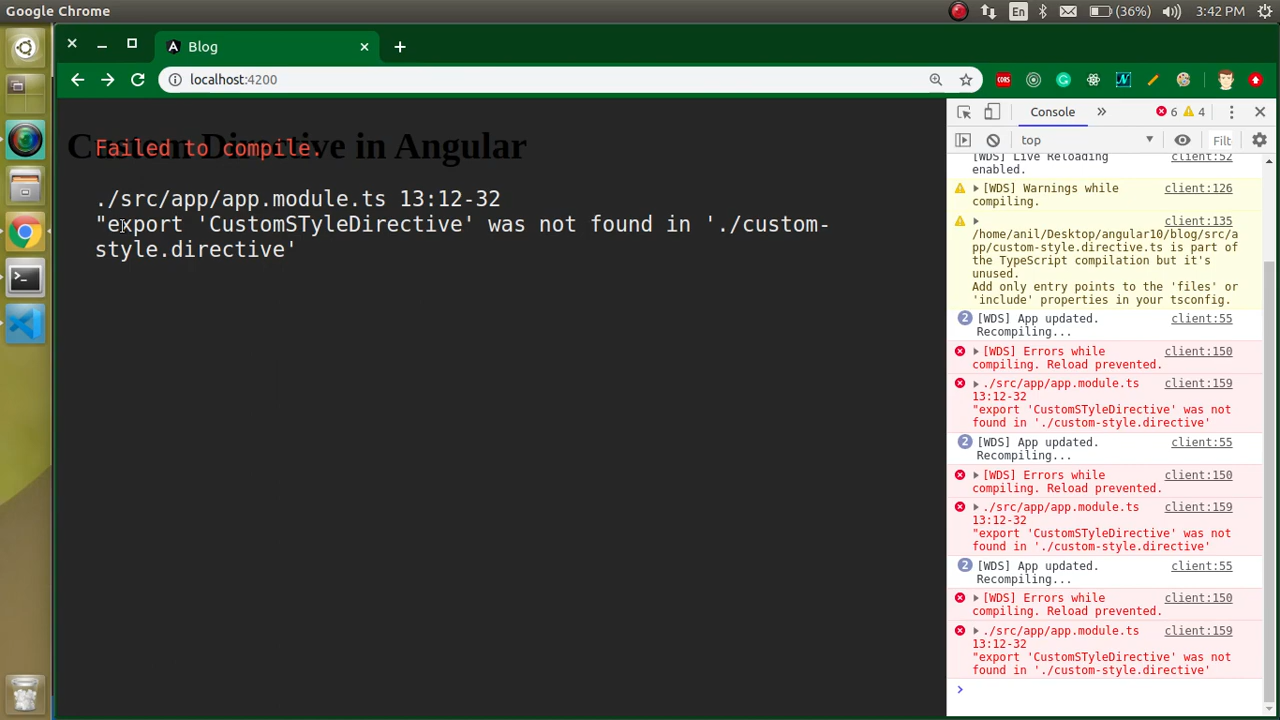 Google Chrome
En
(36%)
3:42 PM
Blog
localhost:4200
CORS
Custom Directive in Angular
Failed to compile.
./src/app/app.module.ts 13:12-32
"export 'CustomSTyleDirective' was not found in './custom-
style.directive'
Console
6
4
top
Filt
[WDS] Live Reloading client:52
enabled.
[WDS] Warnings while client:126
compiling.
client:135
/home/anil/Desktop/angular10/blog/src/a
pp/custom-style.directive.ts is part of
the TypeScript compilation but it's
unused.
Add only entry points to the 'files' or
'include' properties in your tsconfig.
2 [WDS] App updated. client:55
Recompiling...
[WDS] Errors while client:150
compiling. Reload prevented.
./src/app/app.module.ts client:159
13:12-32
"export 'CustomSTyleDirective' was not
found in './custom-style.directive'
2 [WDS] App updated. client:55
Recompiling...
[WDS] Errors while client:150
compiling. Reload prevented.
./src/app/app.module.ts client:159
13:12-32
"export 'CustomSTyleDirective' was not
found in './custom-style.directive'
2 [WDS] App updated. client:55
Recompiling...
[WDS] Errors while client:150
compiling. Reload prevented.
./src/app/app.module.ts client:159
13:12-32
"export 'CustomSTyleDirective' was not
found in './custom-style.directive'